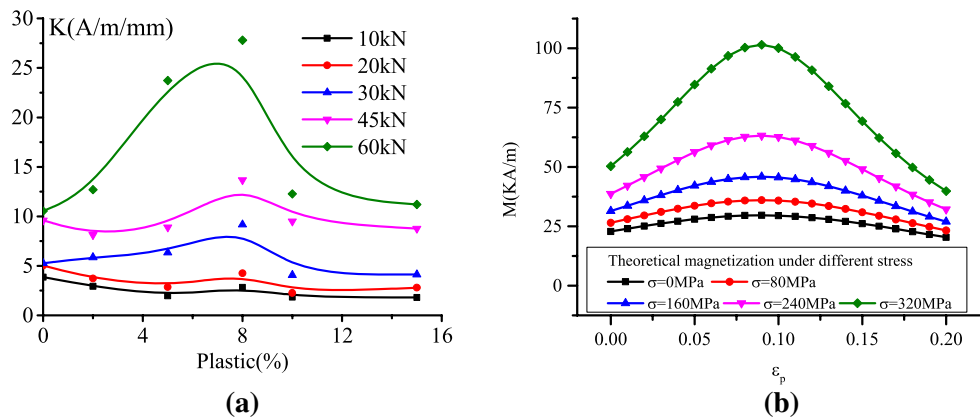 K(A/m/mm)
30
25
20
15
10
5
0
0 4 8 12 16
Plastic(%)
10kN
20kN
30kN
45kN
60kN
(a)
M(KA/m)
100
75
50
25
0
Theoretical magnetization under different stress
σ=0MPa σ=80MPa
σ=160MPa σ=240MPa σ=320MPa
0.00 0.05 0.10 0.15 0.20
εp
(b)